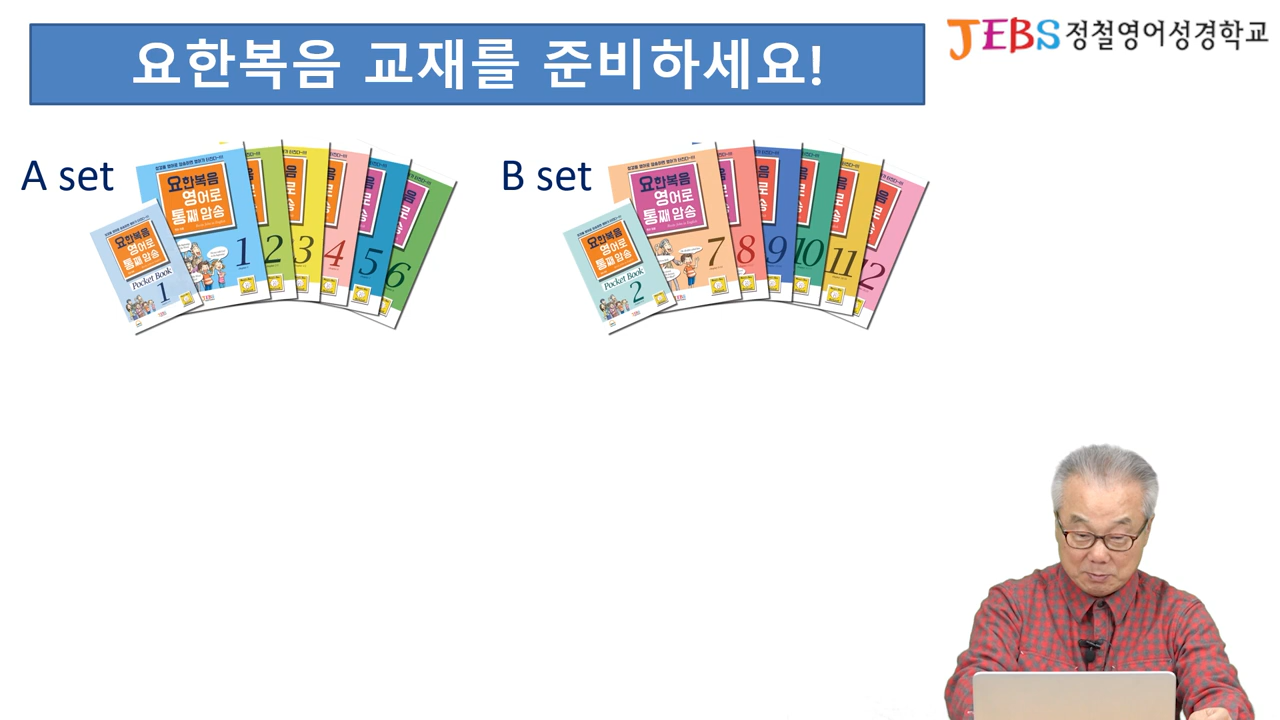 요한복음 교재를 준비하세요!
JEBS 정철영어성경학교
A set
요한복음
영어로
통째 암송
1
2
3
4
5
6
요한복음
영어로
통째 암송
Pocket Book
1
B set
요한복음
영어로
통째 암송
7
8
9
10
11
12
요한복음
영어로
통째 암송
Pocket Book
2